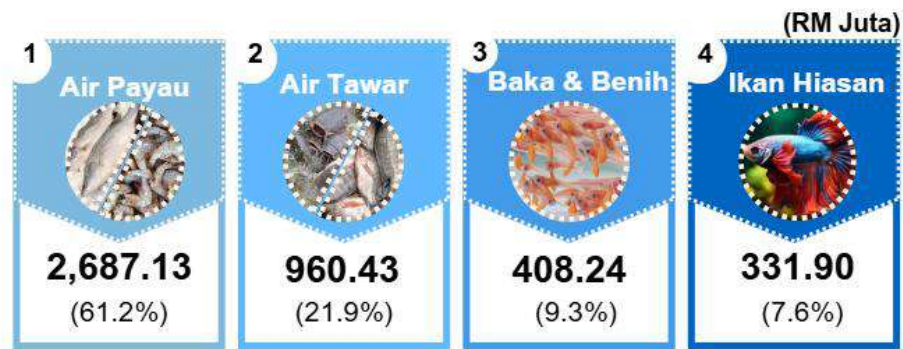 (RM Juta)
1
Air Payau
2,687.13
(61.2%)
2
Air Tawar
960.43
(21.9%)
3
Baka & Benih
408.24
(9.3%)
4
Ikan Hiasan
331.90
(7.6%)